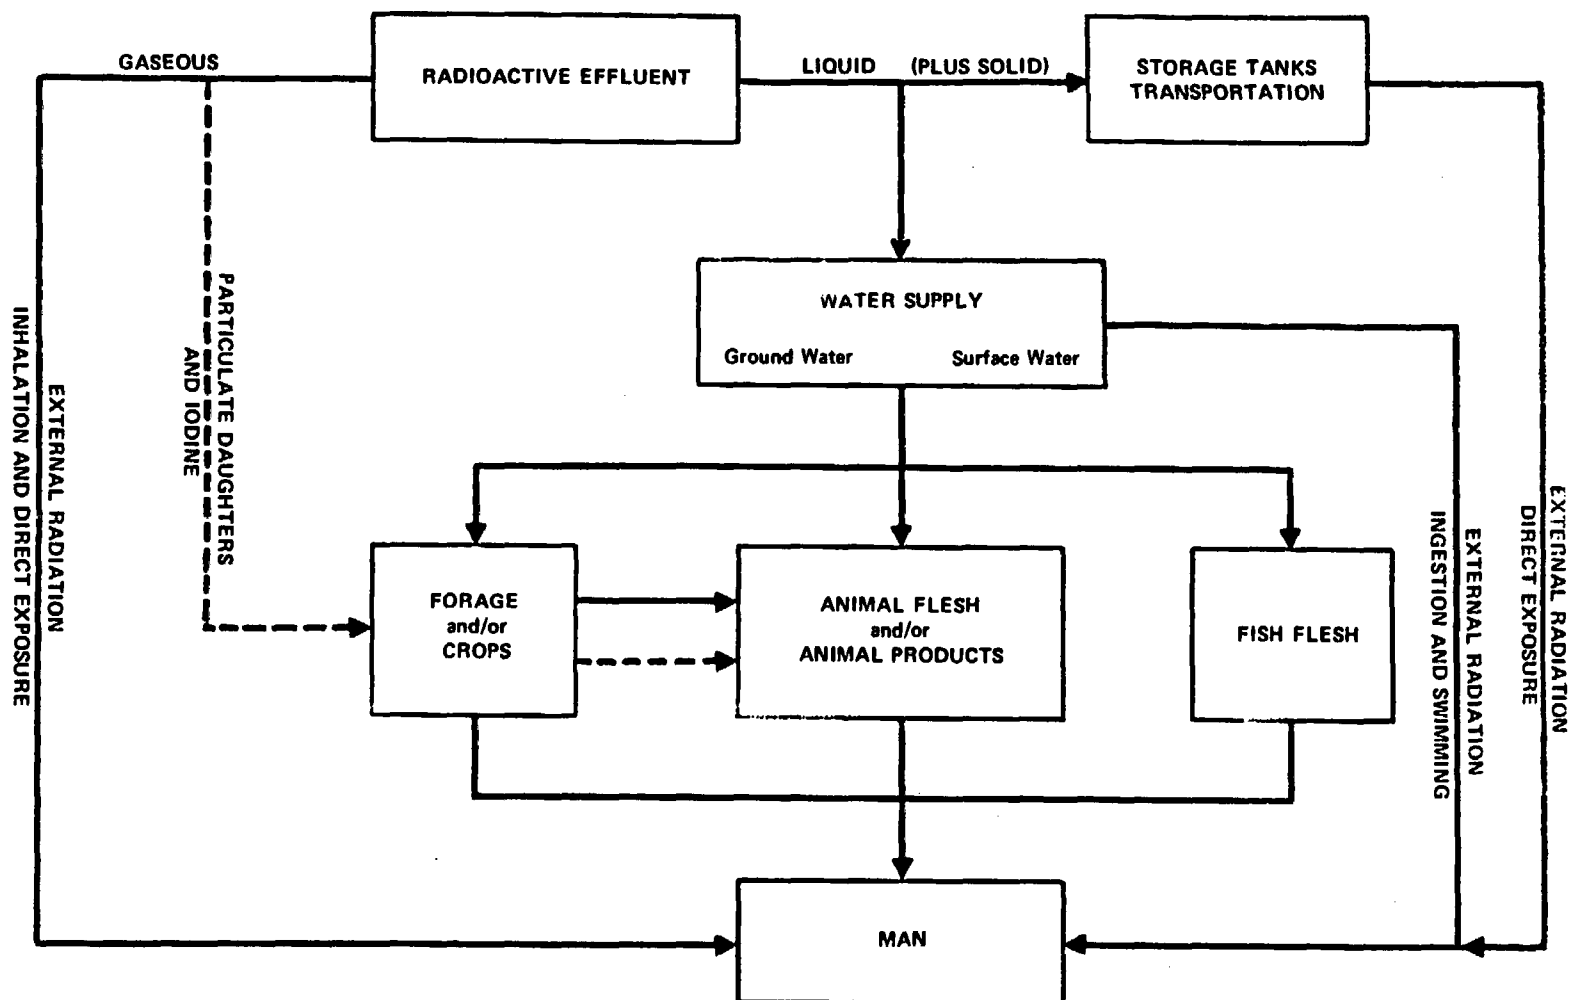 GASEOUS
RADIOACTIVE EFFLUENT
LIQUID (PLUS SOLID)
STORAGE TANKS
TRANSPORTATION
WATER SUPPLY
Ground Water Surface Water
PARTICULATE DAUGHTERS
AND IODINE
EXTERNAL RADIATION
INHALATION AND DIRECT EXPOSURE
FORAGE
and/or
CROPS
ANIMAL FLESH
and/or
ANIMAL PRODUCTS
FISH FLESH
EXTERNAL RADIATION
INGESTION AND SWIMMING
EXTERNAL RADIATION
DIRECT EXPOSURE
MAN